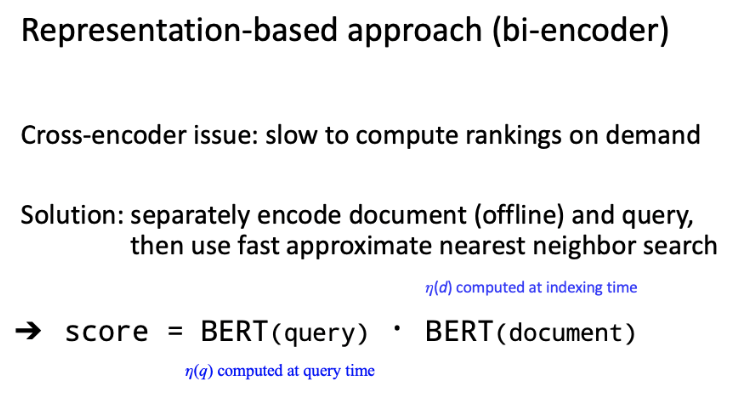 Representation-based approach (bi-encoder)
Cross-encoder issue: slow to compute rankings on demand
Solution: separately encode document (offline) and query,
then use fast approximate nearest neighbor search
η(d) computed at indexing time
➔ score = BERT(query) · BERT(document)
η(q) computed at query time